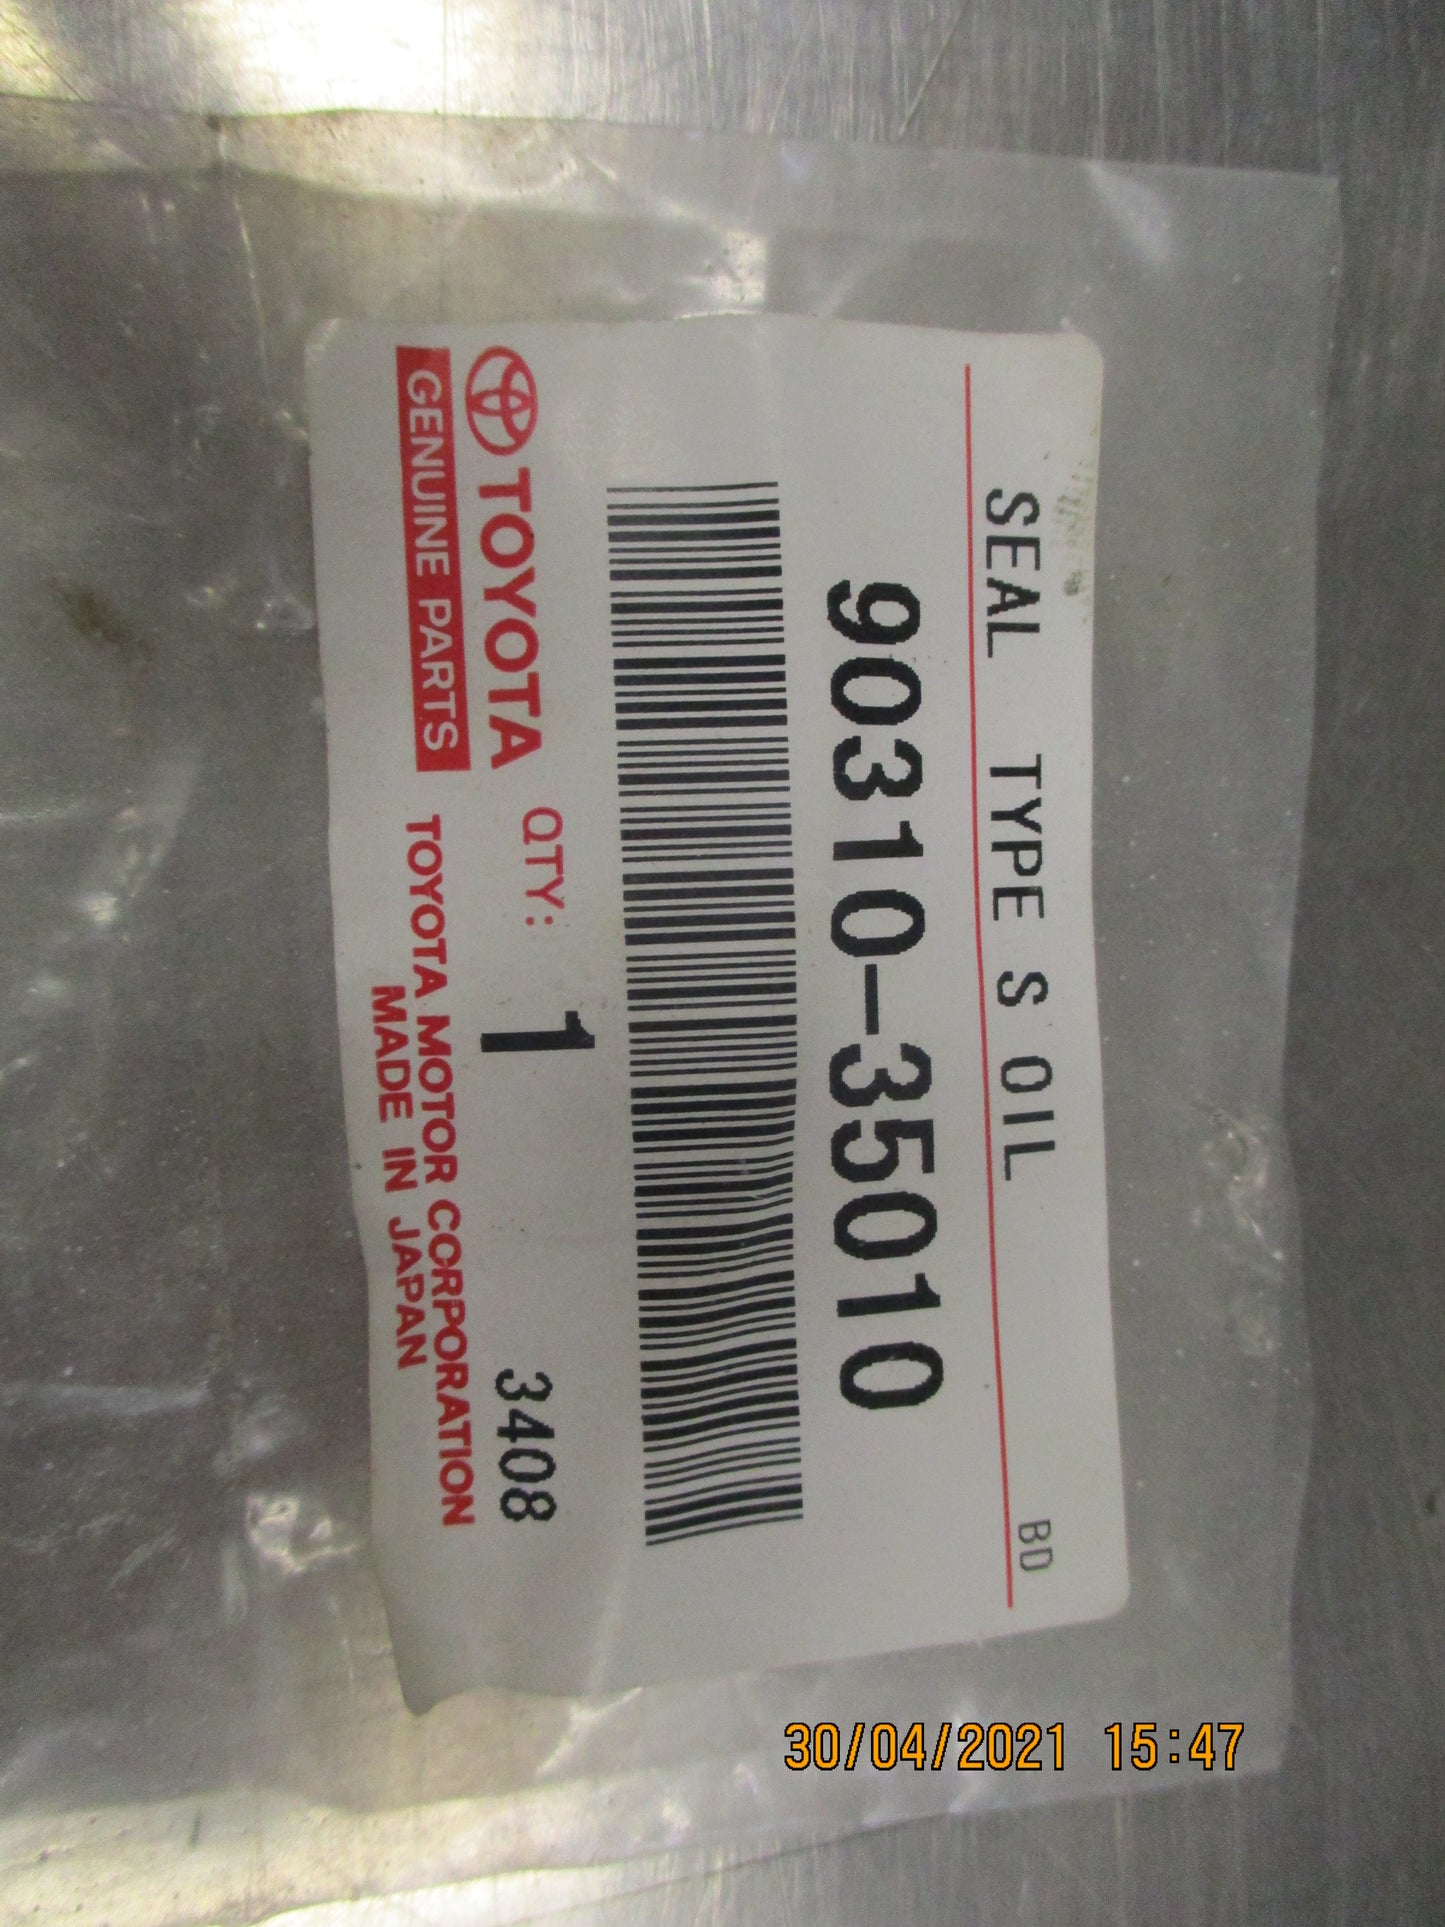 SEAL TYPE S OIL
BD
90310-35010
TOYOTA
QTY: 1
3408
GENUINE PARTS
TOYOTA MOTOR CORPORATION
MADE IN JAPAN
30/04/2021 15:47